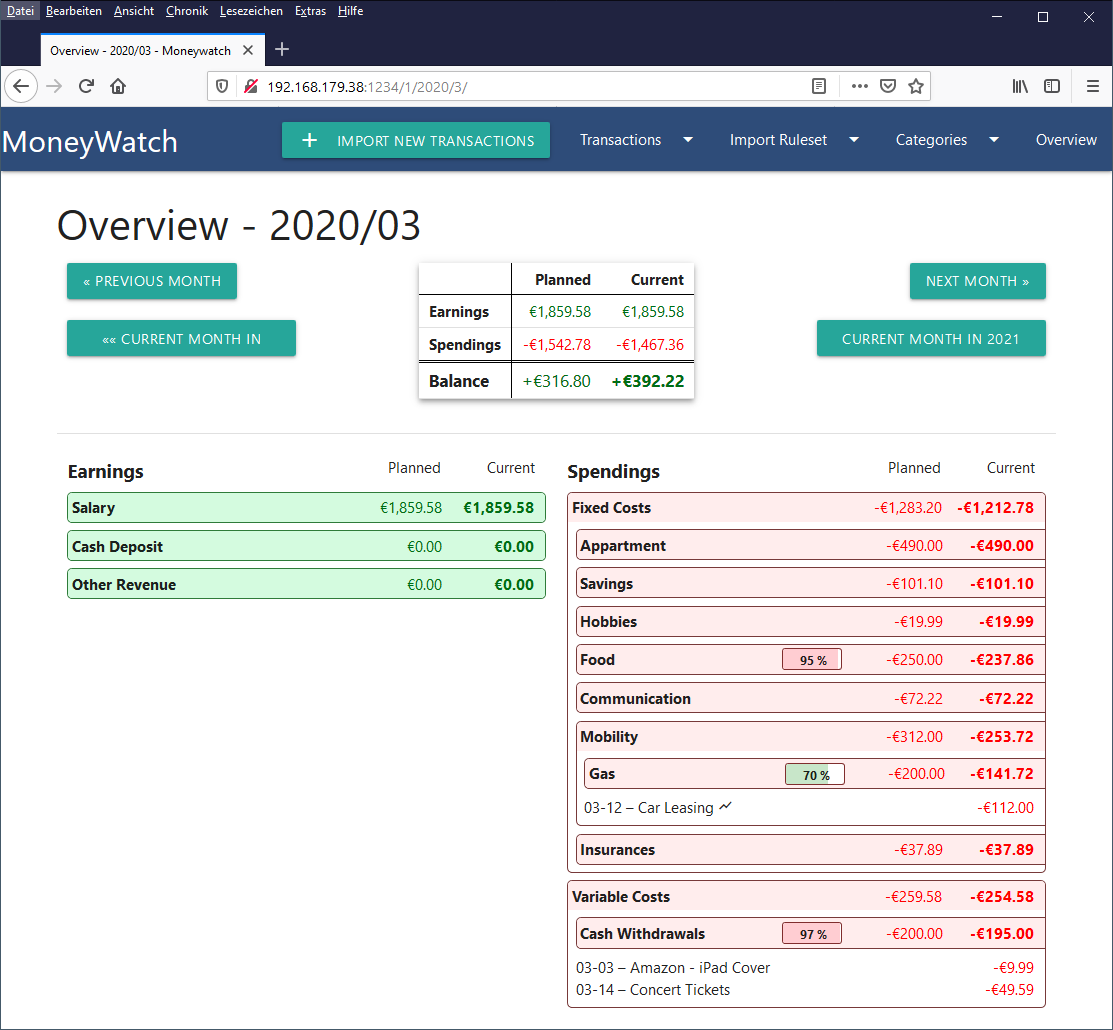 Datei Bearbeiten Ansicht Chronik Lesezeichen Extras Hilfe
Overview - 2020/03 - Moneywatch
192.168.179.38:1234/1/2020/3/
MoneyWatch IMPORT NEW TRANSACTIONS Transactions Import Ruleset Categories Overview
Overview - 2020/03
« PREVIOUS MONTH
«« CURRENT MONTH IN
Planned Current
Earnings €1,859.58 €1,859.58
Spendings -€1,542.78 -€1,467.36
Balance +€316.80 +€392.22
NEXT MONTH »
CURRENT MONTH IN 2021
Earnings Planned Current
Salary €1,859.58 €1,859.58
Cash Deposit €0.00 €0.00
Other Revenue €0.00 €0.00
Spendings Planned Current
Fixed Costs -€1,283.20 -€1,212.78
Appartment -€490.00 -€490.00
Savings -€101.10 -€101.10
Hobbies -€19.99 -€19.99
Food 95 % -€250.00 -€237.86
Communication -€72.22 -€72.22
Mobility -€312.00 -€253.72
Gas 70 % -€200.00 -€141.72
03-12 – Car Leasing -€112.00
Insurances -€37.89 -€37.89
Variable Costs -€259.58 -€254.58
Cash Withdrawals 97 % -€200.00 -€195.00
03-03 – Amazon - iPad Cover -€9.99
03-14 – Concert Tickets -€49.59